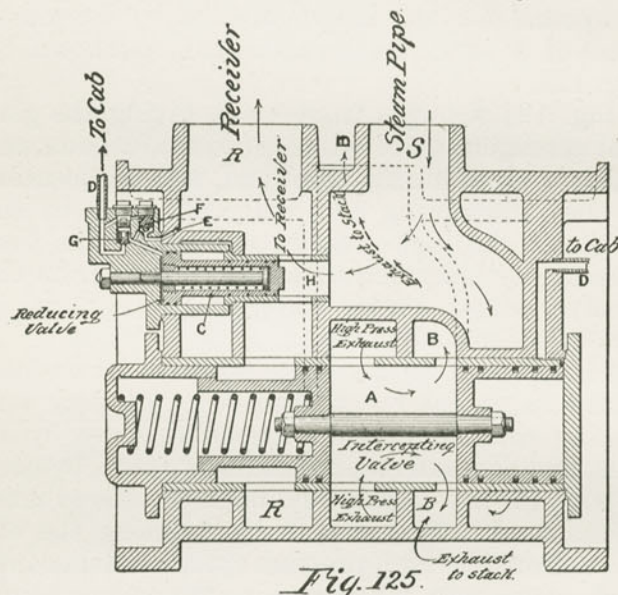 To Cab
Receiver
Steam Pipe
R
B
S
To Receiver
Exhaust to Stack
D
F
E
G
H
to Cab
D
Reducing
Valve
C
High Press
Exhaust
B
A
Intercepting
Valve
R
High Press
Exhaust
B
Exhaust
to stack.
Fig. 125.